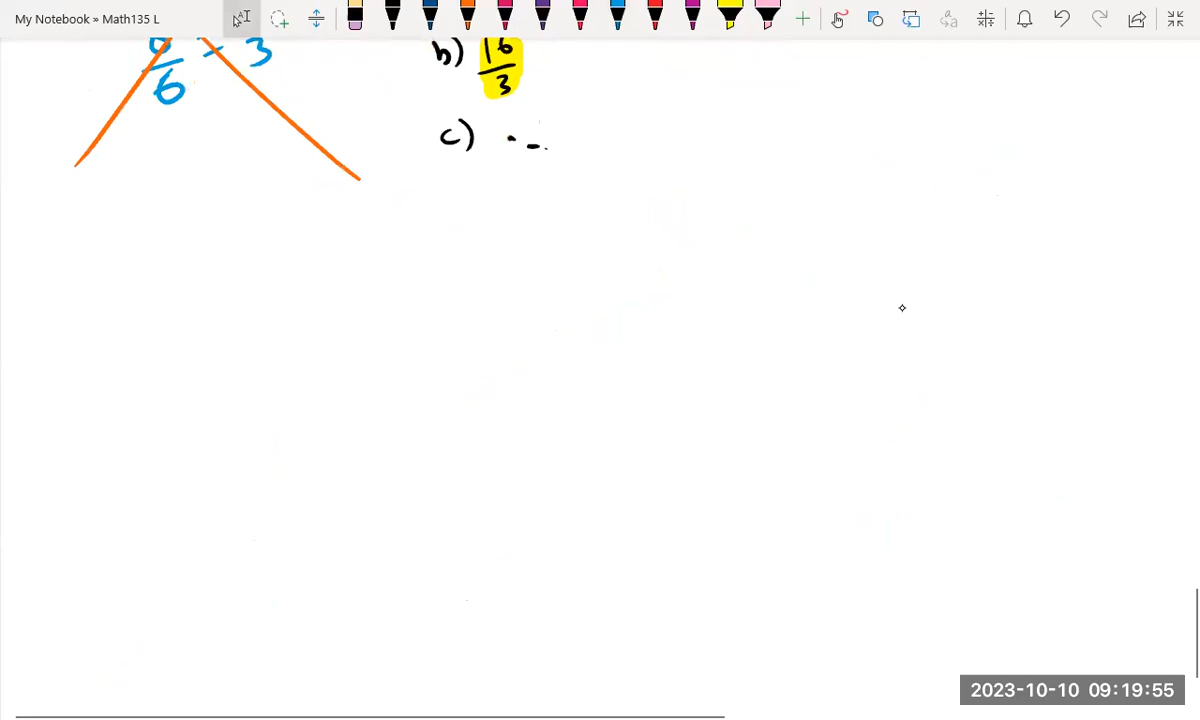 My Notebook » Math135 L
6 > 3
b) 16
3
c) . -.
2023-10-10 09:19:55